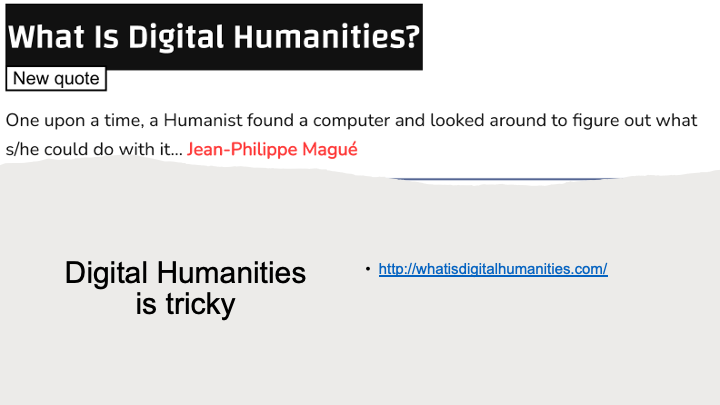 What Is Digital Humanities?
New quote
One upon a time, a Humanist found a computer and looked around to figure out what
s/he could do with it... Jean-Philippe Magué
Digital Humanities
is tricky
• http://whatisdigitalhumanities.com/